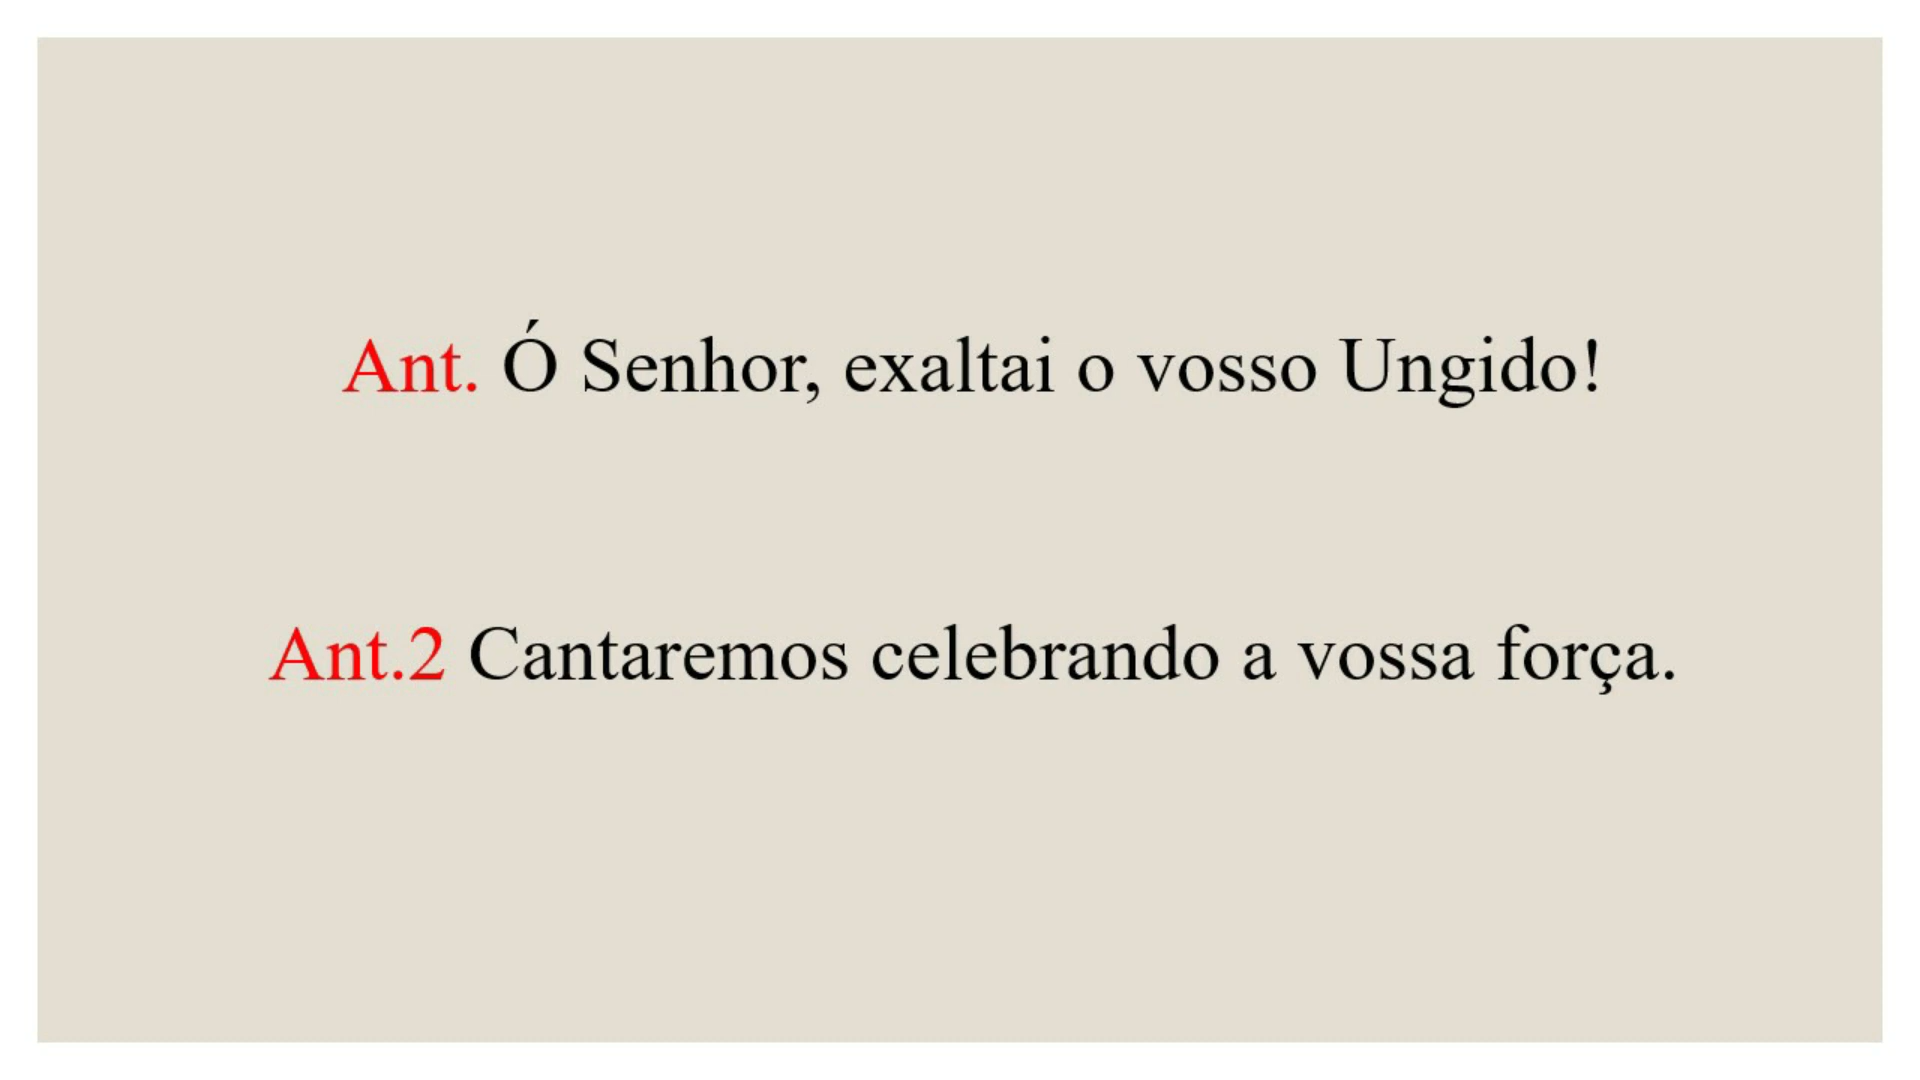 Ant. Ó Senhor, exaltai o vosso Ungido!
Ant.2 Cantaremos celebrando a vossa força.